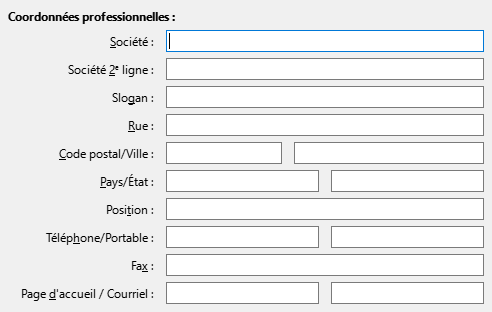 Coordonnées professionnelles :
Société :
Société 2ᵉ ligne :
Slogan :
Rue :
Code postal/Ville :
Pays/État :
Position :
Téléphone/Portable :
Fax :
Page d'accueil / Courriel :